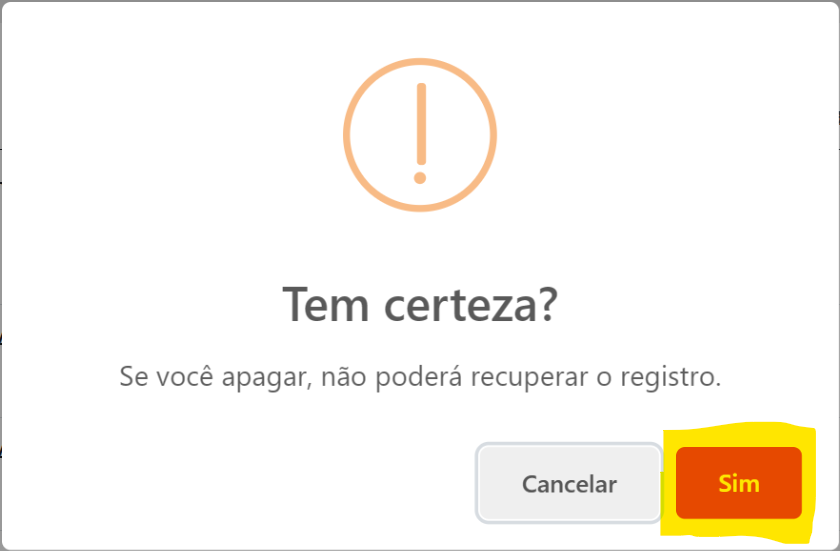 Tem certeza?
Se você apagar, não poderá recuperar o registro.
Cancelar
Sim